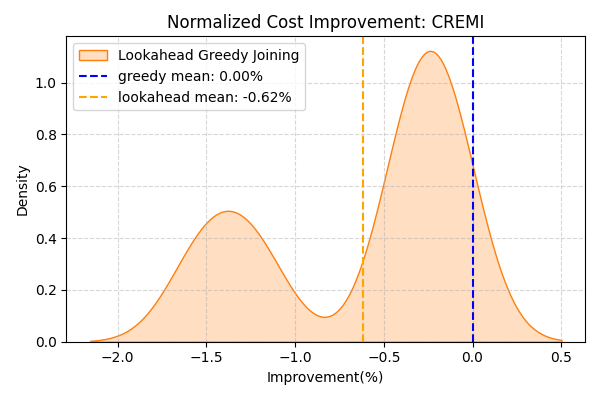 Normalized Cost Improvement: CREMI
Lookahead Greedy Joining
greedy mean: 0.00%
lookahead mean: -0.62%
Density
1.0
0.8
0.6
0.4
0.2
0.0
−2.0 −1.5 −1.0 −0.5 0.0 0.5
Improvement(%)